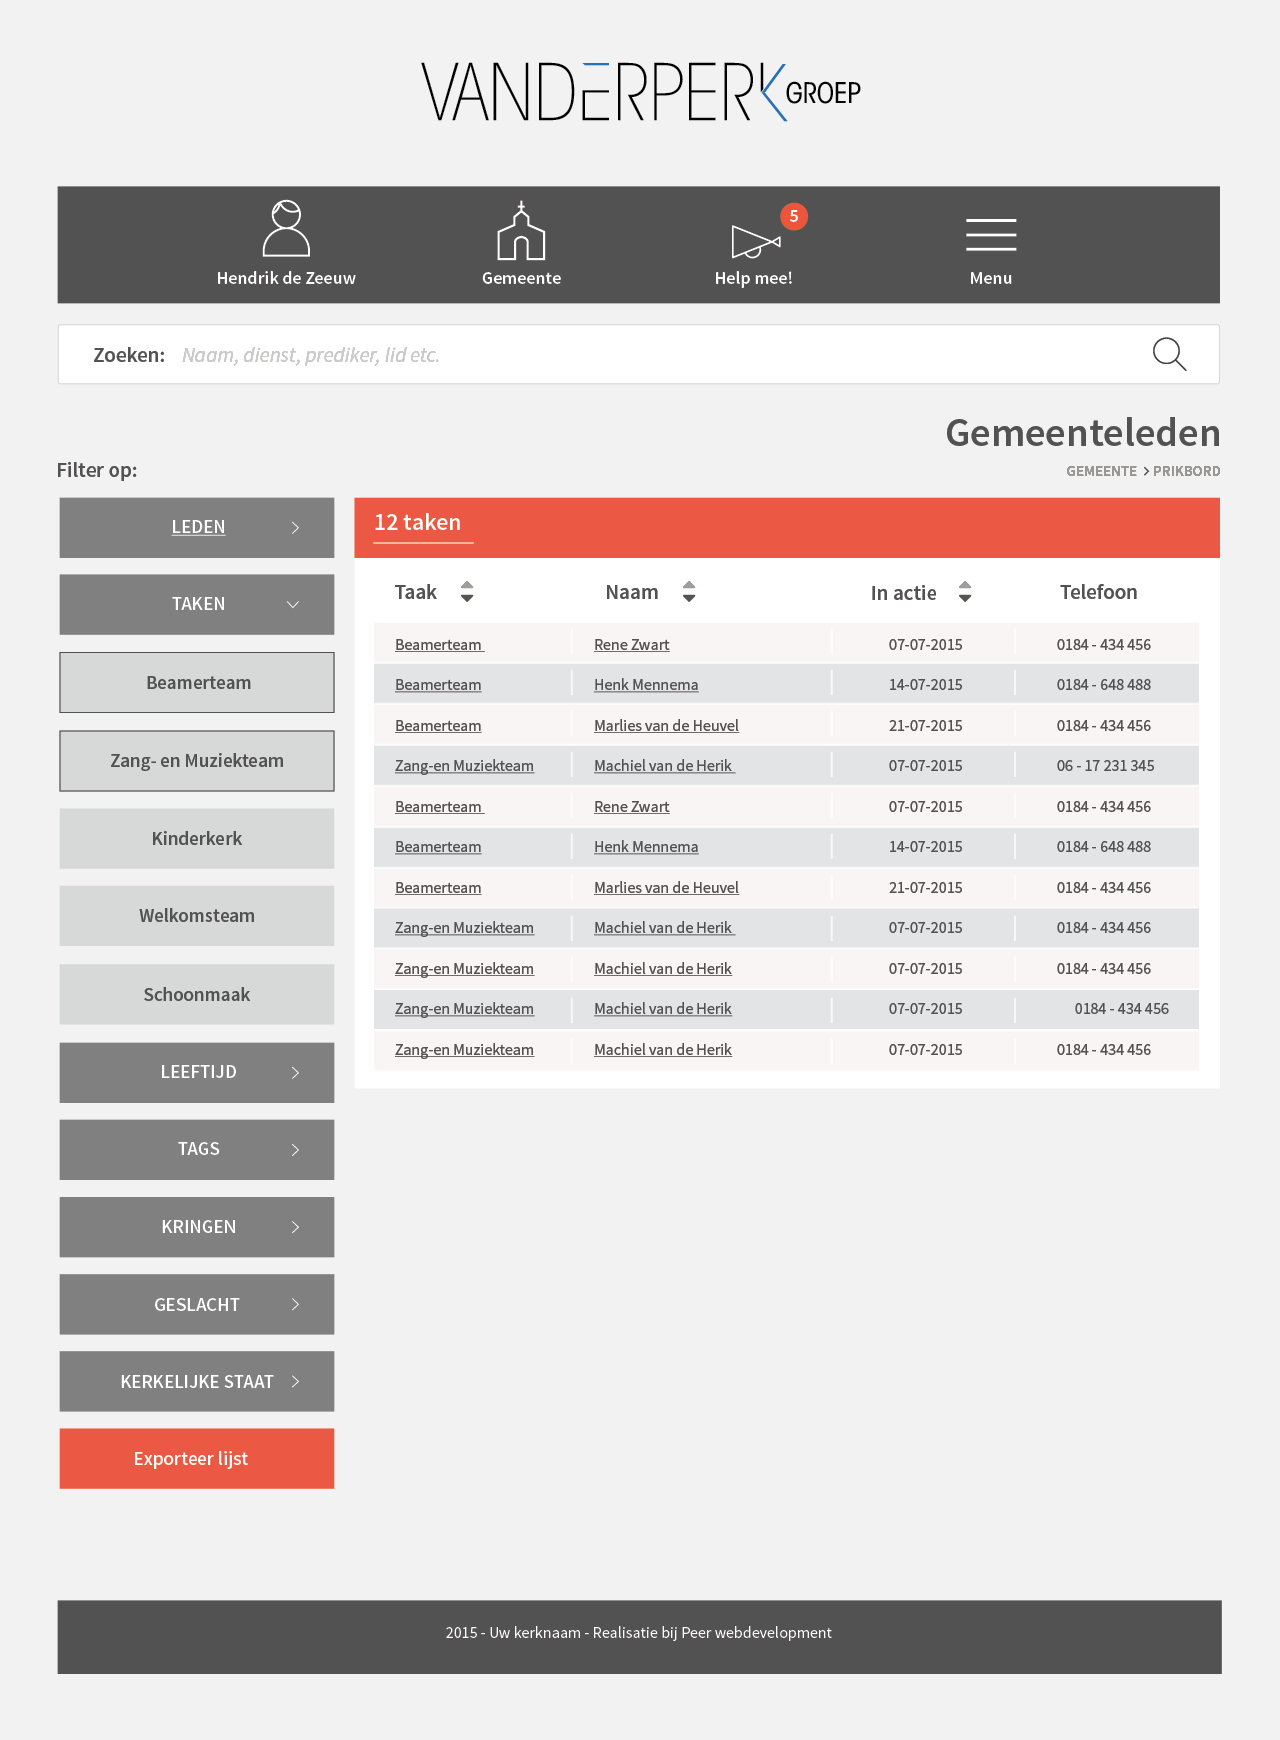 VANDERPERK GROEP
5
Hendrik de Zeeuw Gemeente Help mee! Menu
Zoeken: Naam, dienst, prediker, lid etc.
Gemeenteleden
Filter op:
GEMEENTE > PRIKBORD
LEDEN
TAKEN
Beamerteam
Zang- en Muziekteam
Kinderkerk
Welkomsteam
Schoonmaak
LEEFTIJD
TAGS
KRINGEN
GESLACHT
KERKELIJKE STAAT
Exporteer lijst
12 taken
Taak Naam In actie Telefoon
Beamerteam Rene Zwart 07-07-2015 0184 - 434 456
Beamerteam Henk Mennema 14-07-2015 0184 - 648 488
Beamerteam Marlies van de Heuvel 21-07-2015 0184 - 434 456
Zang-en Muziekteam Machiel van de Herik 07-07-2015 06 - 17 231 345
Beamerteam Rene Zwart 07-07-2015 0184 - 434 456
Beamerteam Henk Mennema 14-07-2015 0184 - 648 488
Beamerteam Marlies van de Heuvel 21-07-2015 0184 - 434 456
Zang-en Muziekteam Machiel van de Herik 07-07-2015 0184 - 434 456
Zang-en Muziekteam Machiel van de Herik 07-07-2015 0184 - 434 456
Zang-en Muziekteam Machiel van de Herik 07-07-2015 0184 - 434 456
Zang-en Muziekteam Machiel van de Herik 07-07-2015 0184 - 434 456
2015 - Uw kerknaam - Realisatie bij Peer webdevelopment